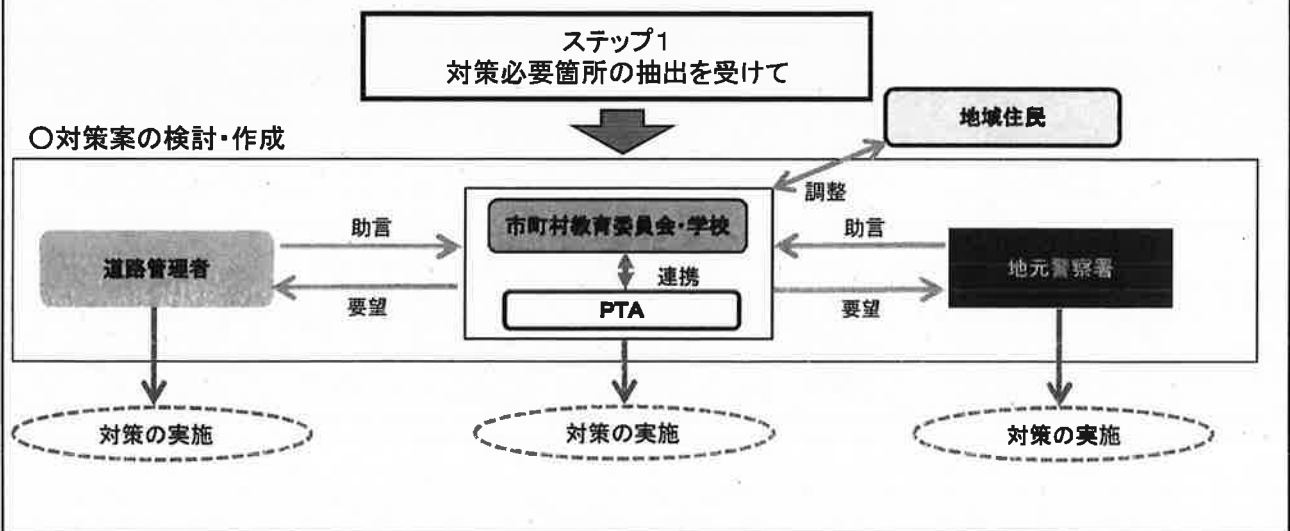 ステップ1
対策必要箇所の抽出を受けて
地域住民
〇対策案の検討・作成
調整
助言
市町村教育委員会・学校
助言
道路管理者
連携
地元警察署
要望
PTA
要望
対策の実施
対策の実施
対策の実施